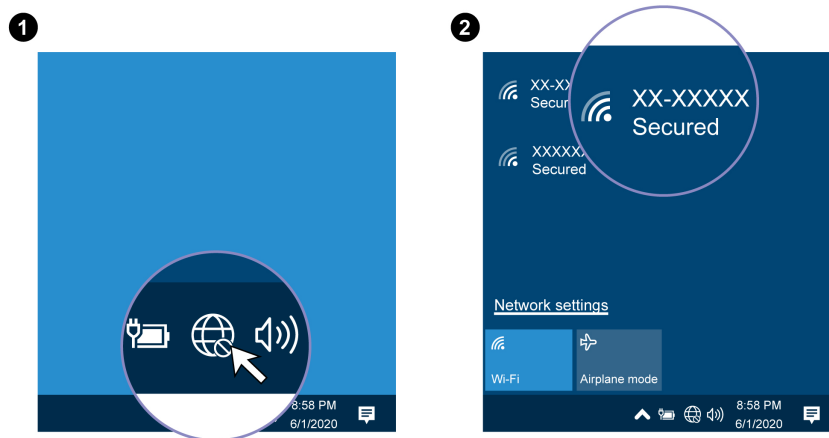 1
8:58 PM
6/1/2020
2
XX-XX
Secur
XX-XXXXX
Secured
XXXXXX
Secured
Network settings
Wi-Fi
Airplane mode
8:58 PM
6/1/2020